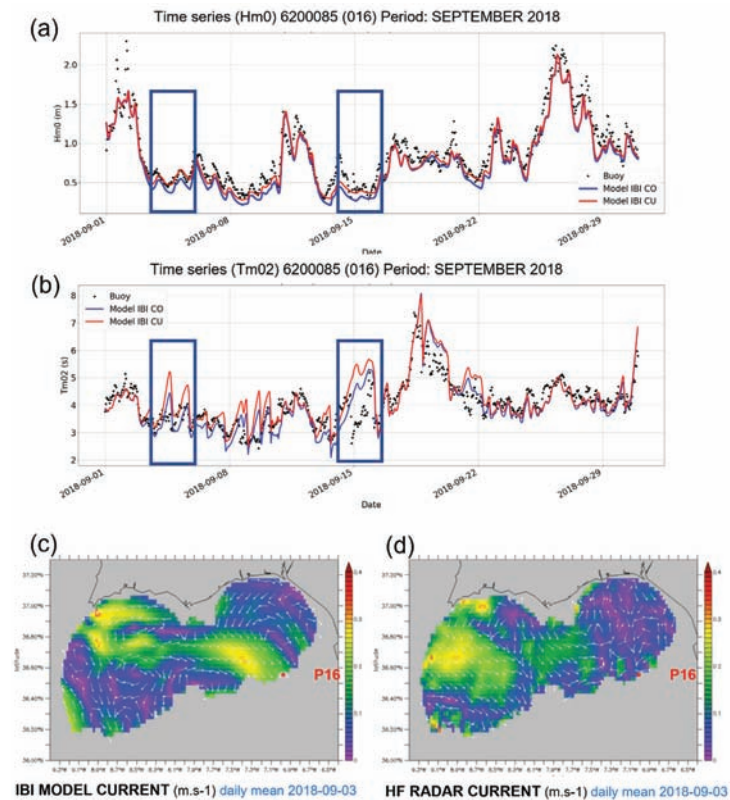 (a)
Time series (Hm0) 6200085 (016) Period: SEPTEMBER 2018
Hm0 (m)
2.0
1.5
1.0
0.5
Buoy
Model IBI CO
Model IBI CU
2018-09-01
2018-09-08
2018-09-15
2018-09-22
2018-09-29
Date
(b)
Time series (Tm02) 6200085 (016) Period: SEPTEMBER 2018
Buoy
Model IBI CO
Model IBI CU
Tm02 (s)
8
7
6
5
4
3
2
2018-09-01
2018-09-08
2018-09-15
2018-09-22
2018-09-29
Date
(c)
(d)
P16
P16
IBI MODEL CURRENT (m.s-1) daily mean 2018-09-03
HF RADAR CURRENT (m.s-1) daily mean 2018-09-03